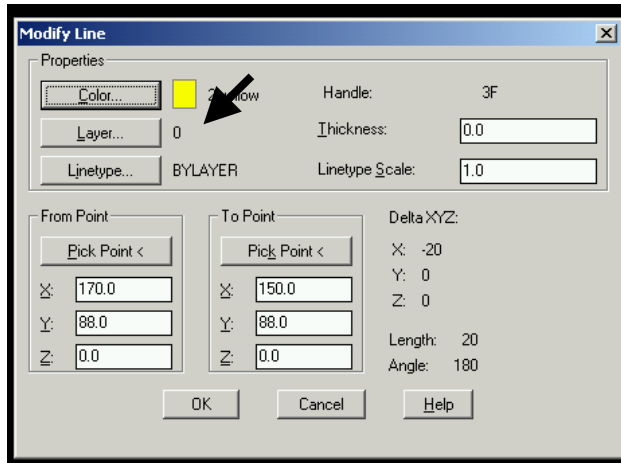 Modify Line
Properties
Color... 2 Handle: 3F
Layer... 0 Thickness: 0.0
Linetype... BYLAYER Linetype Scale: 1.0
From Point To Point Delta XYZ:
Pick Point < Pick Point < X: -20
Y: 0
X: 170.0 X: 150.0
Z: 0
Y: 88.0 Y: 88.0
Length: 20
Z: 0.0 Z: 0.0
Angle: 180
OK Cancel Help